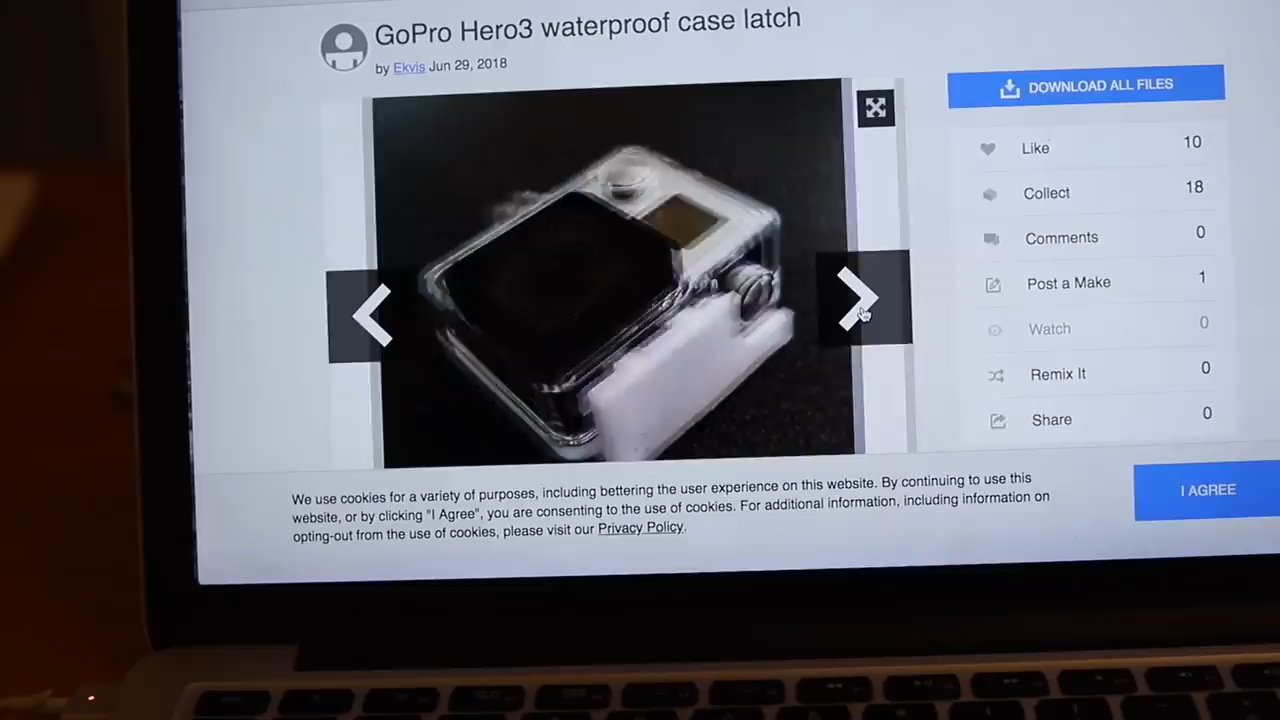 GoPro Hero3 waterproof case latch
by Ekvis Jun 29, 2018
DOWNLOAD ALL FILES
Like 10
Collect 18
Comments 0
Post a Make 1
Watch 0
Remix It 0
Share 0
We use cookies for a variety of purposes, including bettering the user experience on this website. By continuing to use this
website, or by clicking "I Agree", you are consenting to the use of cookies. For additional information, including information on
opting-out from the use of cookies, please visit our Privacy Policy.
I AGREE